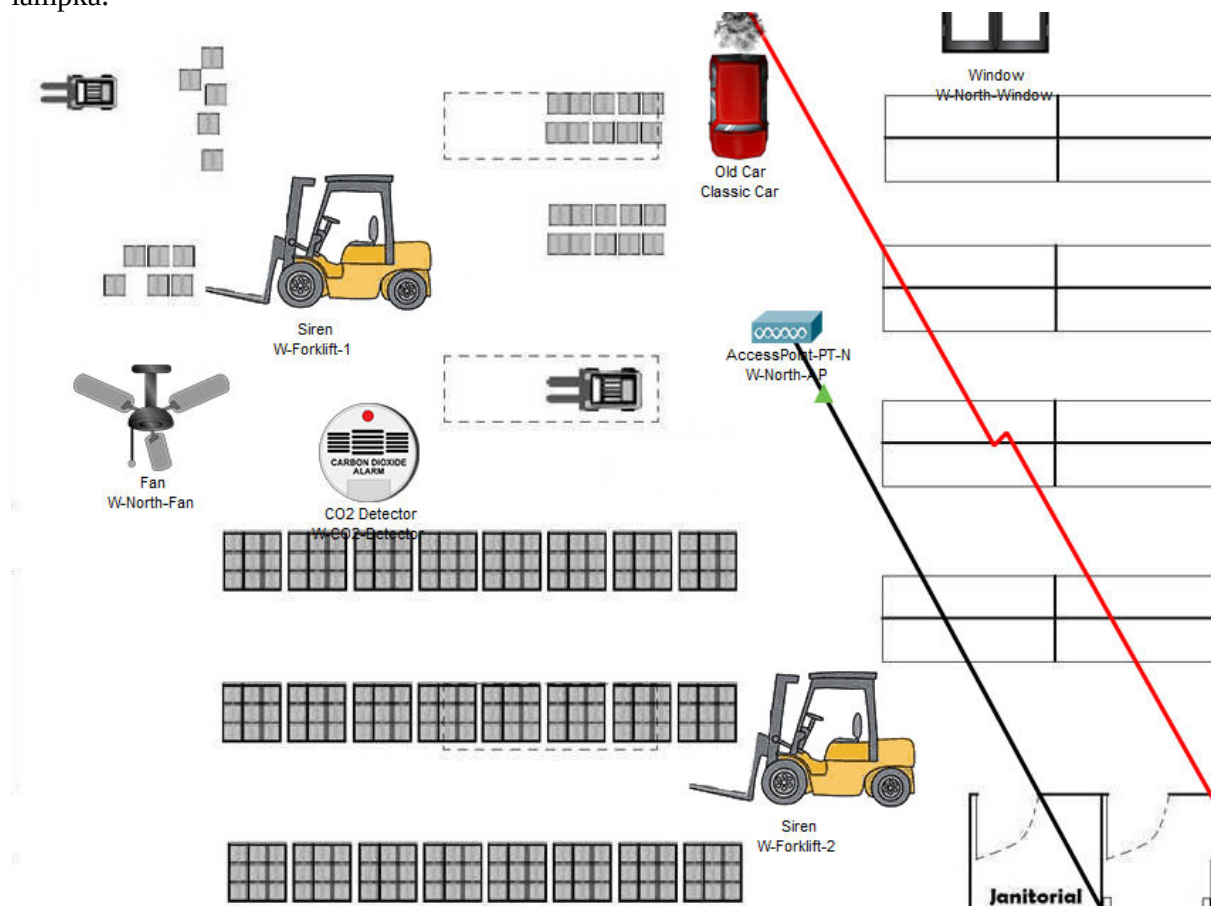 lampka.
Window
W-North-Window
Old Car
Classic Car
Siren
W-Forklift-1
AccessPoint-PT-N
W-North-AP
CARBON DIOXIDE
ALARM
Fan
W-North-Fan
CO2 Detector
W-CO2-Detector
Siren
W-Forklift-2
Janitorial